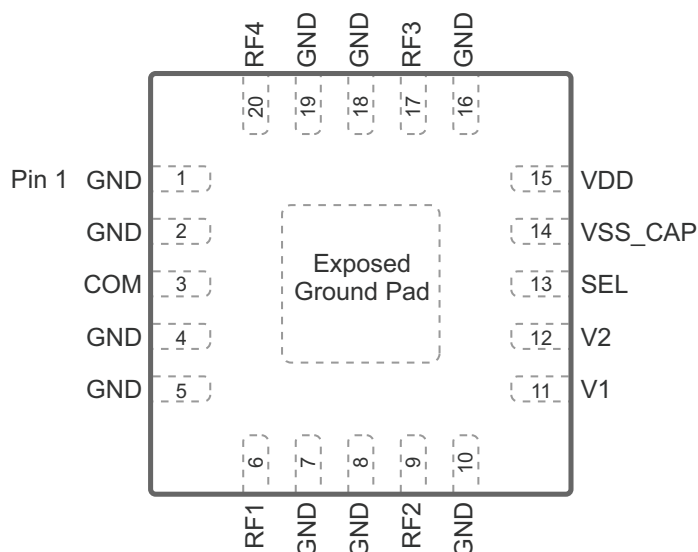 RF4 GND GND RF3 GND
20 19 18 17 16
Pin 1 GND 1 15 VDD
GND 2 14 VSS_CAP
COM 3 13 SEL
GND 4 12 V2
GND 5 11 V1
Exposed
Ground Pad
6 7 8 9 10
RF1 GND GND RF2 GND